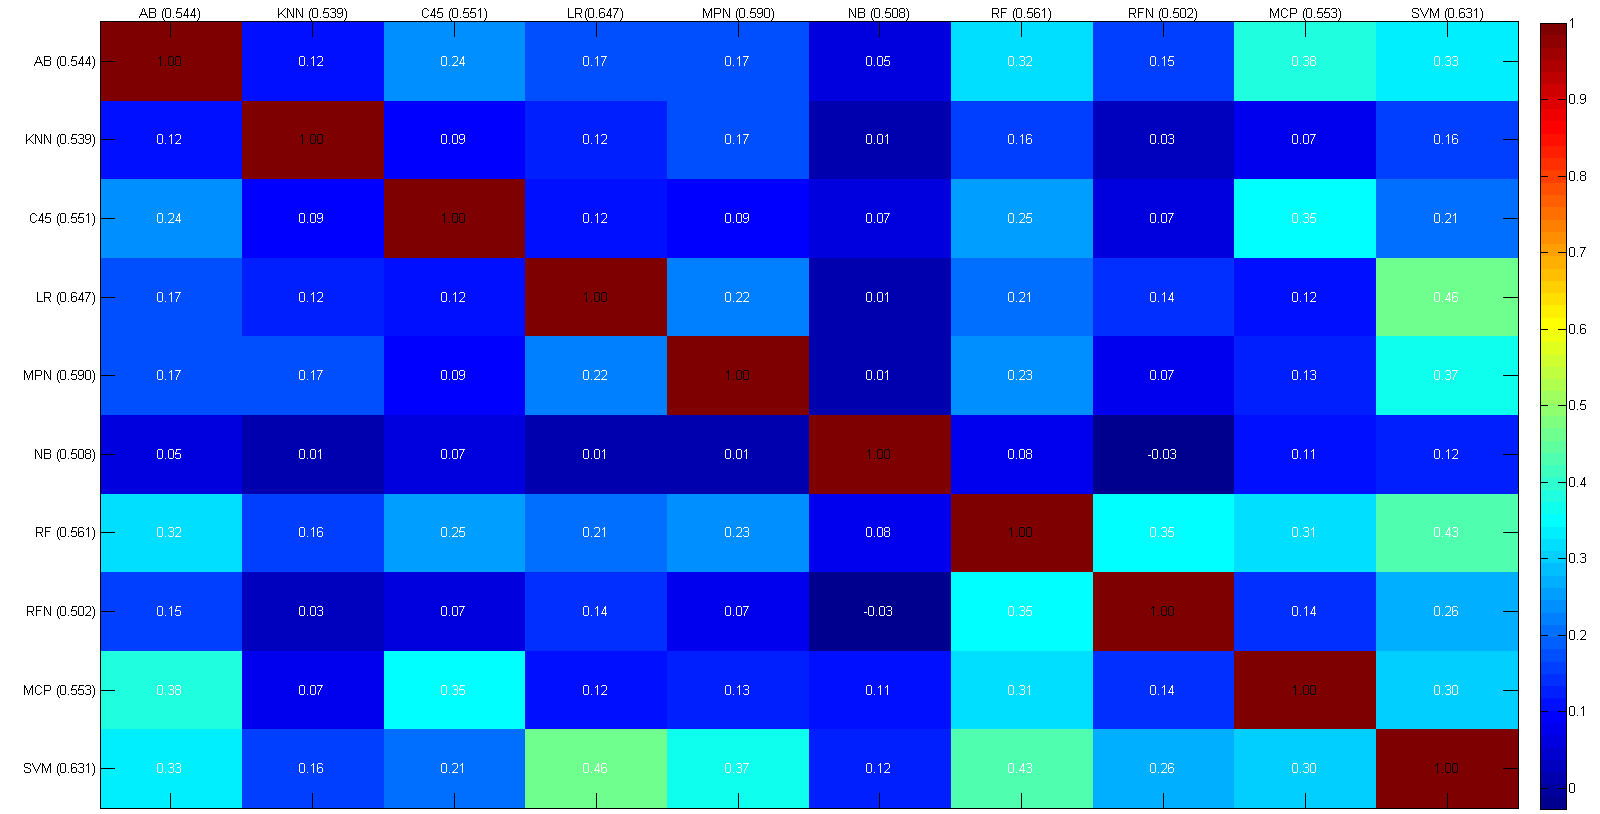 AB (0.544) KNN (0.539) C45 (0.551) LR(0.647) MPN (0.590) NB (0.508) RF (0.561) RFN (0.502) MCP (0.553) SVM (0.631)
AB (0.544) 1.00 0.12 0.24 0.17 0.17 0.05 0.32 0.15 0.38 0.33
KNN (0.539) 0.12 1.00 0.09 0.12 0.17 0.01 0.16 0.03 0.07 0.16
C45 (0.551) 0.24 0.09 1.00 0.12 0.09 0.07 0.25 0.07 0.35 0.21
LR (0.647) 0.17 0.12 0.12 1.00 0.22 0.01 0.21 0.14 0.12 0.46
MPN (0.590) 0.17 0.17 0.09 0.22 1.00 0.01 0.23 0.07 0.13 0.37
NB (0.508) 0.05 0.01 0.07 0.01 0.01 1.00 0.08 -0.03 0.11 0.12
RF (0.561) 0.32 0.16 0.25 0.21 0.23 0.08 1.00 0.35 0.31 0.43
RFN (0.502) 0.15 0.03 0.07 0.14 0.07 -0.03 0.35 1.00 0.14 0.26
MCP (0.553) 0.38 0.07 0.35 0.12 0.13 0.11 0.31 0.14 1.00 0.30
SVM (0.631) 0.33 0.16 0.21 0.46 0.37 0.12 0.43 0.26 0.30 1.00
1
0.9
0.8
0.7
0.6
0.5
0.4
0.3
0.2
0.1
0